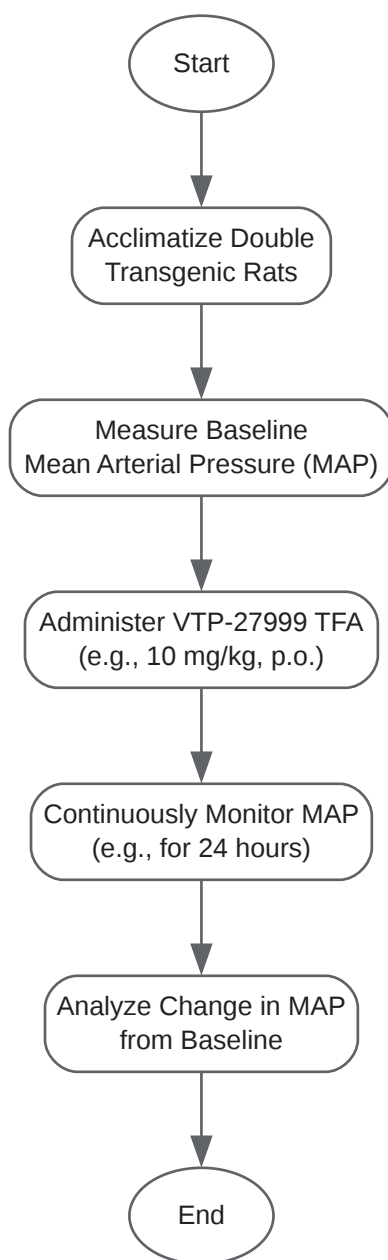 Start
Acclimatize Double
Transgenic Rats
Measure Baseline
Mean Arterial Pressure (MAP)
Administer VTP-27999 TFA
(e.g., 10 mg/kg, p.o.)
Continuously Monitor MAP
(e.g., for 24 hours)
Analyze Change in MAP
from Baseline
End